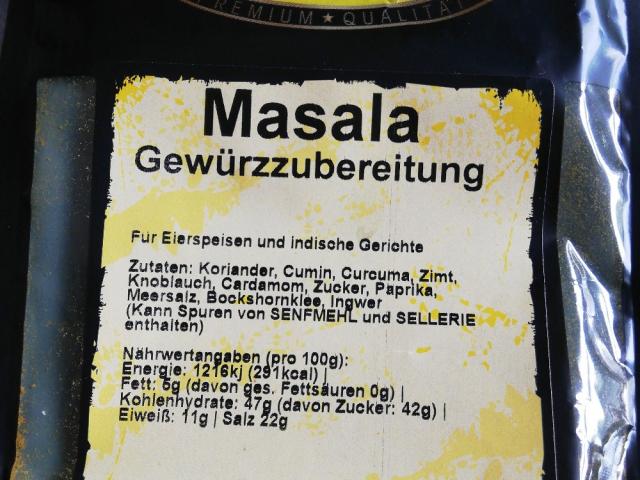 PREMIUM ★ QUALITÄT
Masala
Gewürzzubereitung
Für Eierspeisen und indische Gerichte
Zutaten: Koriander, Cumin, Curcuma, Zimt,
Knoblauch, Cardamom, Zucker, Paprika,
Meersalz, Bockshornklee, Ingwer
(Kann Spuren von SENFMEHL und SELLERIE
enthalten)
Nährwertangaben (pro 100g):
Energie: 1216kj (291kcal) |
Fett: 5g (davon ges. Fettsäuren 0g) |
Kohlenhydrate: 47g (davon Zucker: 42g) |
Eiweiß: 11g | Salz 22g